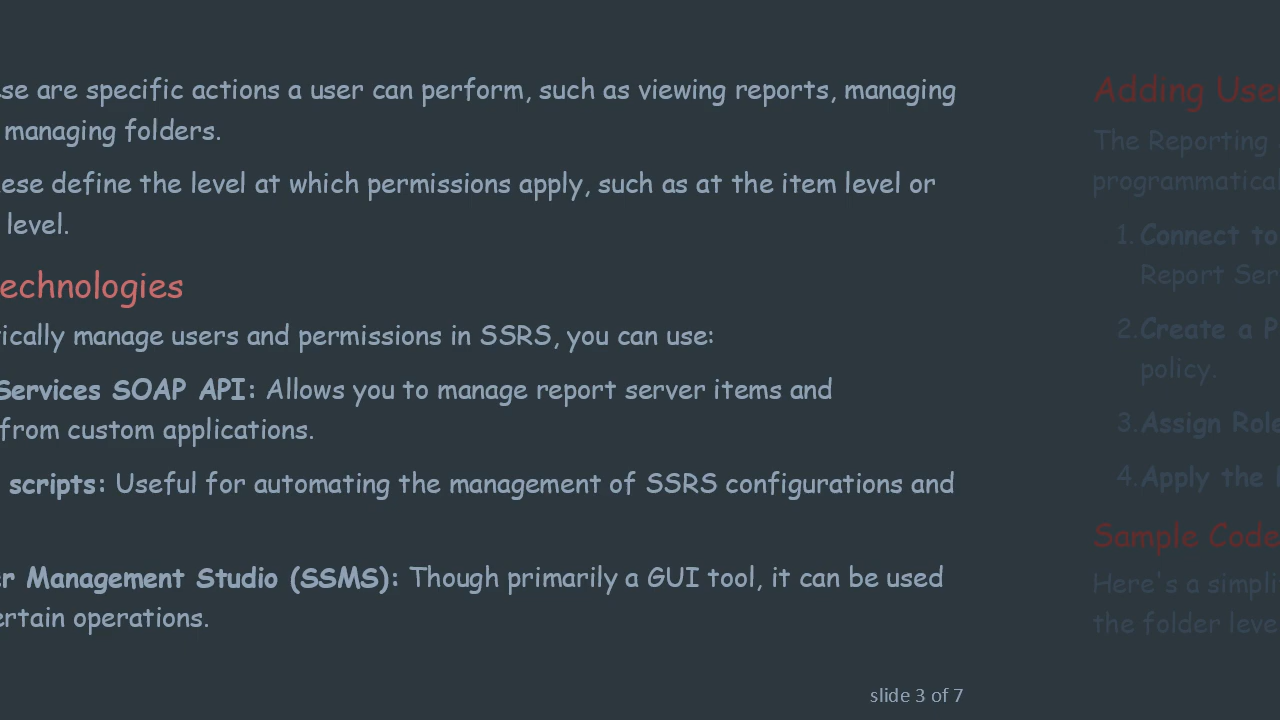 se are specific actions a user can perform, such as viewing reports, managing
managing folders.
ese define the level at which permissions apply, such as at the item level or
level.
echnologies
ically manage users and permissions in SSRS, you can use:
Services SOAP API: Allows you to manage report server items and
from custom applications.
scripts: Useful for automating the management of SSRS configurations and
er Management Studio (SSMS): Though primarily a GUI tool, it can be used
ertain operations.
slide 3 of 7
Adding Use
The Reporting
programmatical
1. Connect to
Report Ser
2. Create a P
policy.
3. Assign Role
4. Apply the
Sample Code
Here's a simpli
the folder leve